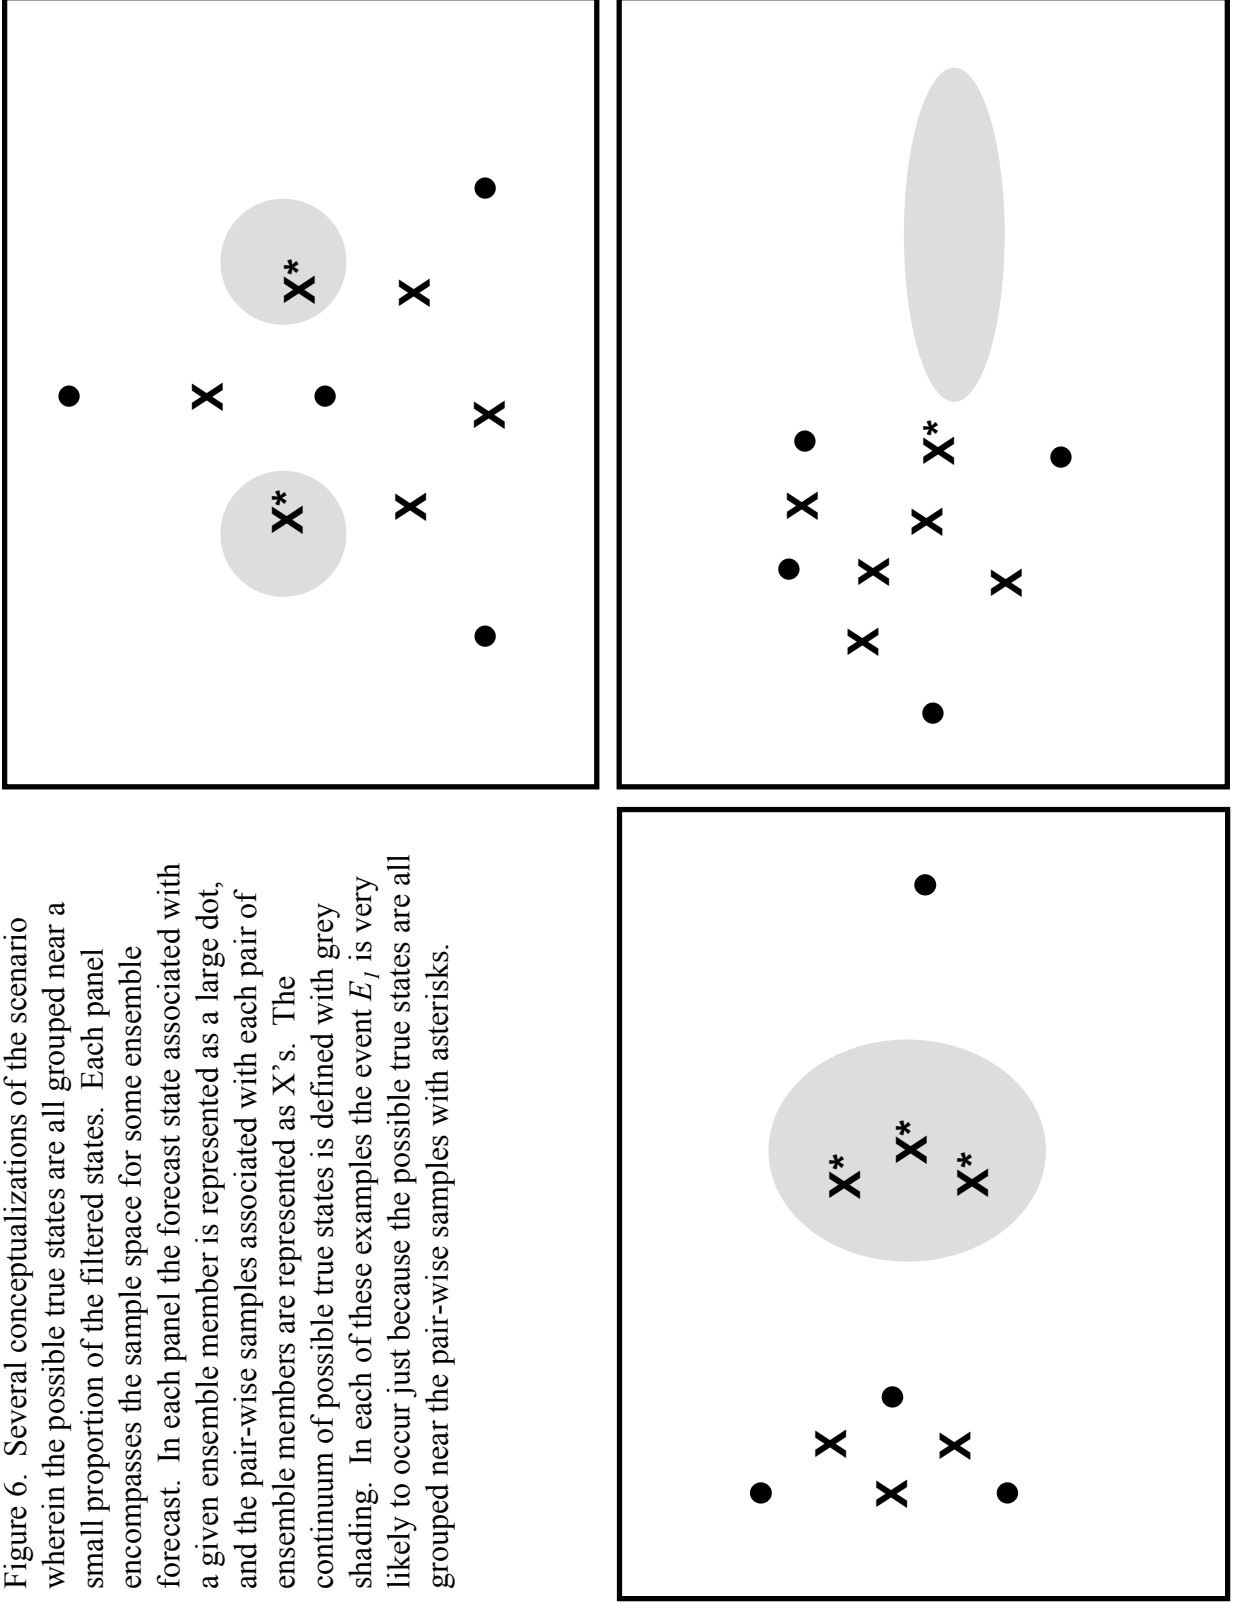 Figure 6. Several conceptualizations of the scenario
wherein the possible true states are all grouped near a
small proportion of the filtered states. Each panel
encompasses the sample space for some ensemble
forecast. In each panel the forecast state associated with
a given ensemble member is represented as a large dot,
and the pair-wise samples associated with each pair of
ensemble members are represented as X’s. The
continuum of possible true states is defined with grey
shading. In each of these examples the event E1 is very
likely to occur just because the possible true states are all
grouped near the pair-wise samples with asterisks.